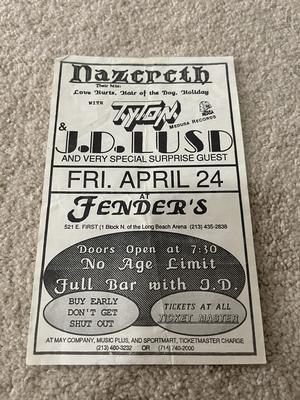 Nazereth
Their hits:
Love Hurts, Hair of the Dog, Holiday
WITH
TYTON
MEDUSA RECORDS
&
J.D. LUSD
AND VERY SPECIAL SURPRISE GUEST
FRI. APRIL 24
AT
FENDER'S
521 E. FIRST (1 Block N. of the Long Beach Arena (213) 435-2838
Doors Open at 7:30
No Age Limit
Full Bar with I.D.
BUY EARLY
DON'T GET
SHUT OUT
TICKETS AT ALL
TICKET MASTER
AT MAY COMPANY, MUSIC PLUS, AND SPORTMART, TICKETMASTER CHARGE
(213) 480-3232 OR (714) 740-2000